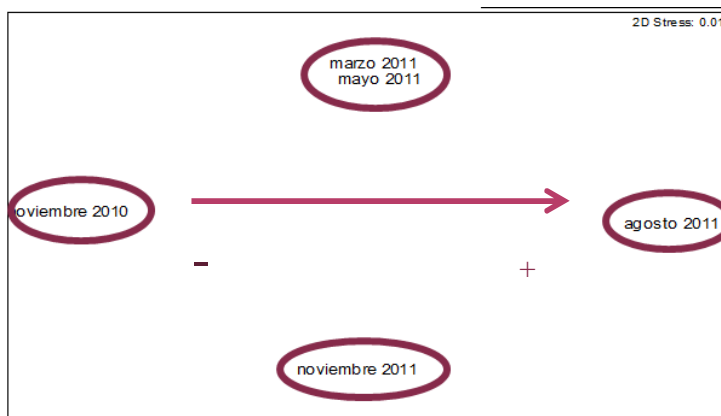 2D Stress: 0.01
marzo 2011
mayo 2011
oviembre 2010
agosto 2011
-
+
noviembre 2011